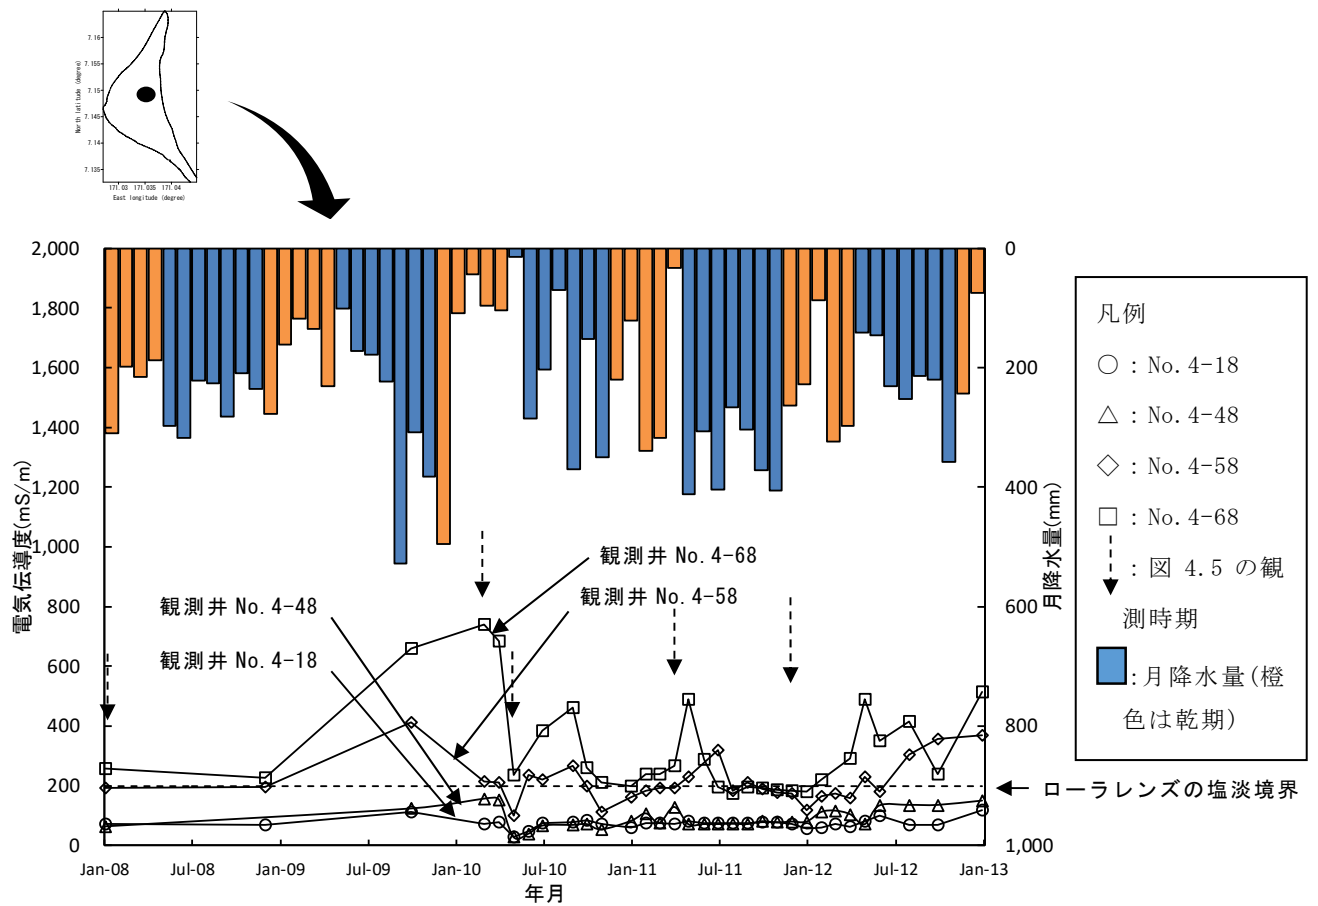 7.16
7.155
7.15
7.145
7.14
7.135
North latitude (degree)
171.03 171.035 171.04
East longitude (degree)
2,000
1,800
1,600
1,400
1,200
1,000
800
600
400
200
0
電気伝導度(mS/m)
0
200
400
600
800
1,000
月降水量(mm)
観測井 No.4-68
観測井 No.4-58
観測井 No.4-48
観測井 No.4-18
Jan-08 Jul-08 Jan-09 Jul-09 Jan-10 Jul-10 Jan-11 Jul-11 Jan-12 Jul-12 Jan-13
年月
凡例
: No.4-18
: No.4-48
: No.4-58
: No.4-68
: 図 4.5 の観
測時期
: 月降水量(橙
色は乾期)
ローラレンズの塩淡境界